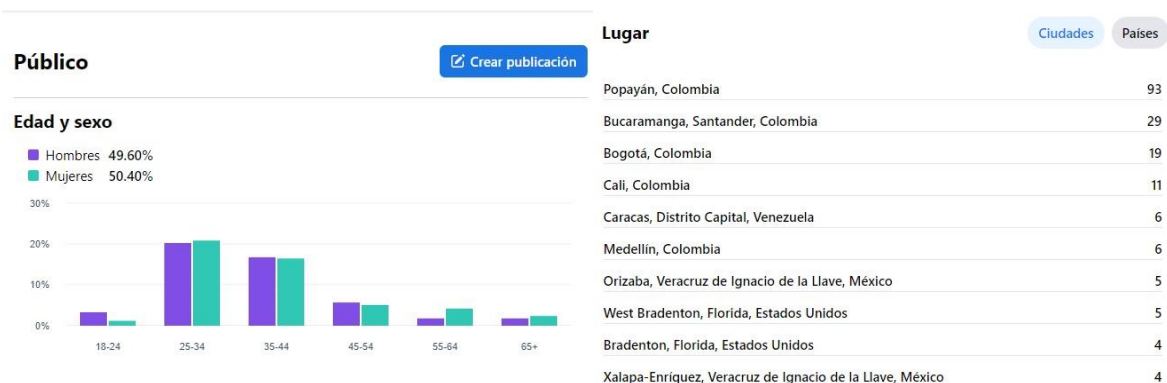 Público
Crear publicación
Edad y sexo
Hombres 49.60%
Mujeres 50.40%
30%
20%
10%
0%
18-24 25-34 35-44 45-54 55-64 65+
Lugar
Ciudades Países
Popayán, Colombia 93
Bucaramanga, Santander, Colombia 29
Bogotá, Colombia 19
Cali, Colombia 11
Caracas, Distrito Capital, Venezuela 6
Medellín, Colombia 6
Orizaba, Veracruz de Ignacio de la Llave, México 5
West Bradenton, Florida, Estados Unidos 5
Bradenton, Florida, Estados Unidos 4
Xalapa-Enríquez, Veracruz de Ignacio de la Llave, México 4